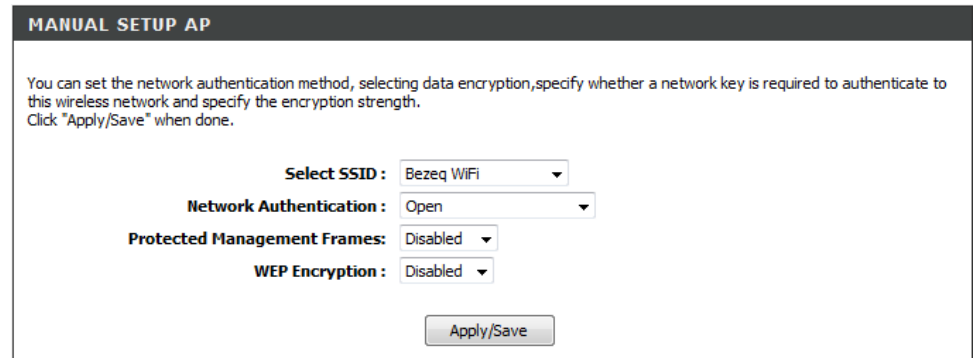 MANUAL SETUP AP
You can set the network authentication method, selecting data encryption,specify whether a network key is required to authenticate to
this wireless network and specify the encryption strength.
Click "Apply/Save" when done.
Select SSID : Bezeq WiFi
Network Authentication : Open
Protected Management Frames: Disabled
WEP Encryption : Disabled
Apply/Save